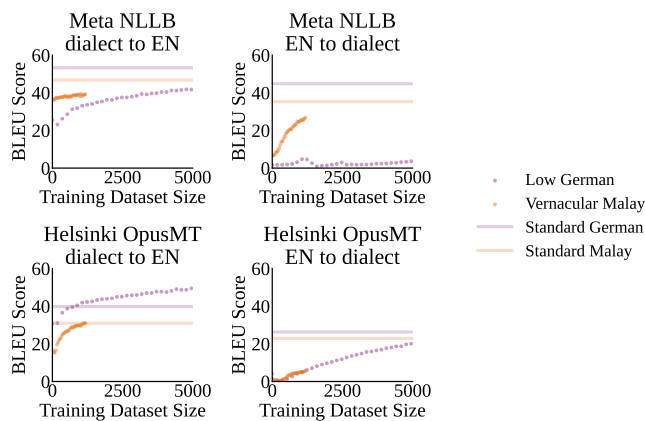 Meta NLLB
dialect to EN
60
40
20
0
BLEU Score
0
2500
5000
Training Dataset Size
Meta NLLB
EN to dialect
60
40
20
0
BLEU Score
0
2500
5000
Training Dataset Size
Helsinki OpusMT
dialect to EN
60
40
20
0
BLEU Score
0
2500
5000
Training Dataset Size
Helsinki OpusMT
EN to dialect
60
40
20
0
BLEU Score
0
2500
5000
Training Dataset Size
Low German
Vernacular Malay
Standard German
Standard Malay